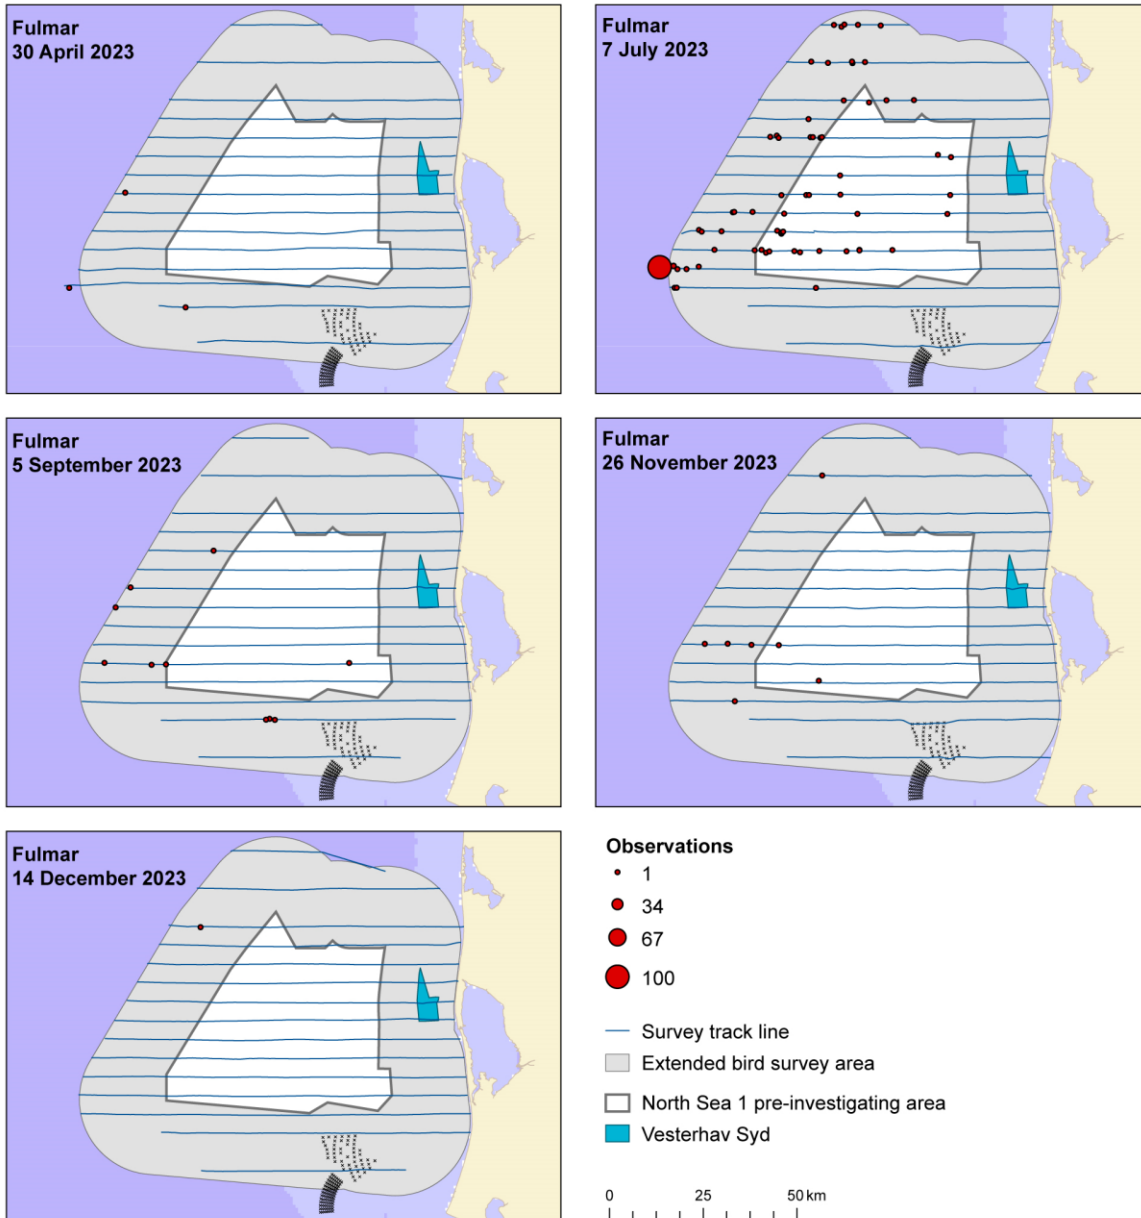 Fulmar
30 April 2023
Fulmar
7 July 2023
Fulmar
5 September 2023
Fulmar
26 November 2023
Fulmar
14 December 2023
Observations
1
34
67
100
Survey track line
Extended bird survey area
North Sea 1 pre-investigating area
Vesterhav Syd
0 25 50 km